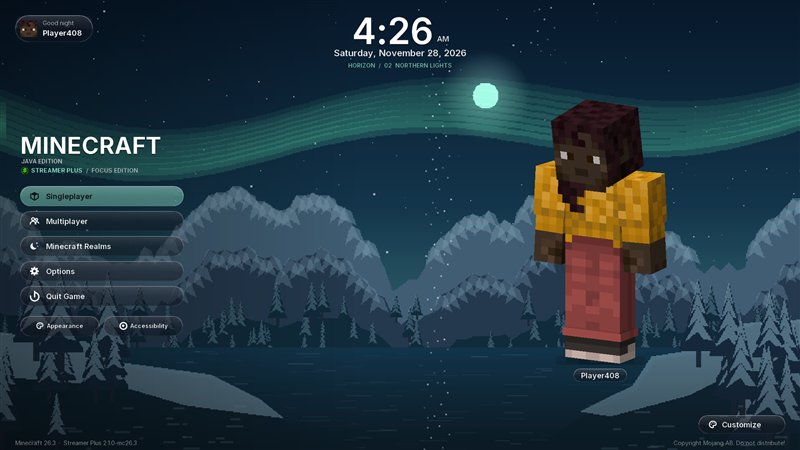 Good night
Player408
4:26 AM
Saturday, November 28, 2026
HORIZON / 02 NORTHERN LIGHTS
MINECRAFT
JAVA EDITION
STREAMER PLUS / FOCUS EDITION
Singleplayer
Multiplayer
Minecraft Realms
Options
Quit Game
Appearance
Accessibility
Player408
Customize
Minecraft 26.3 · Streamer Plus 2.1.0-mc26.3
Copyright Mojang AB. Do not distribute!